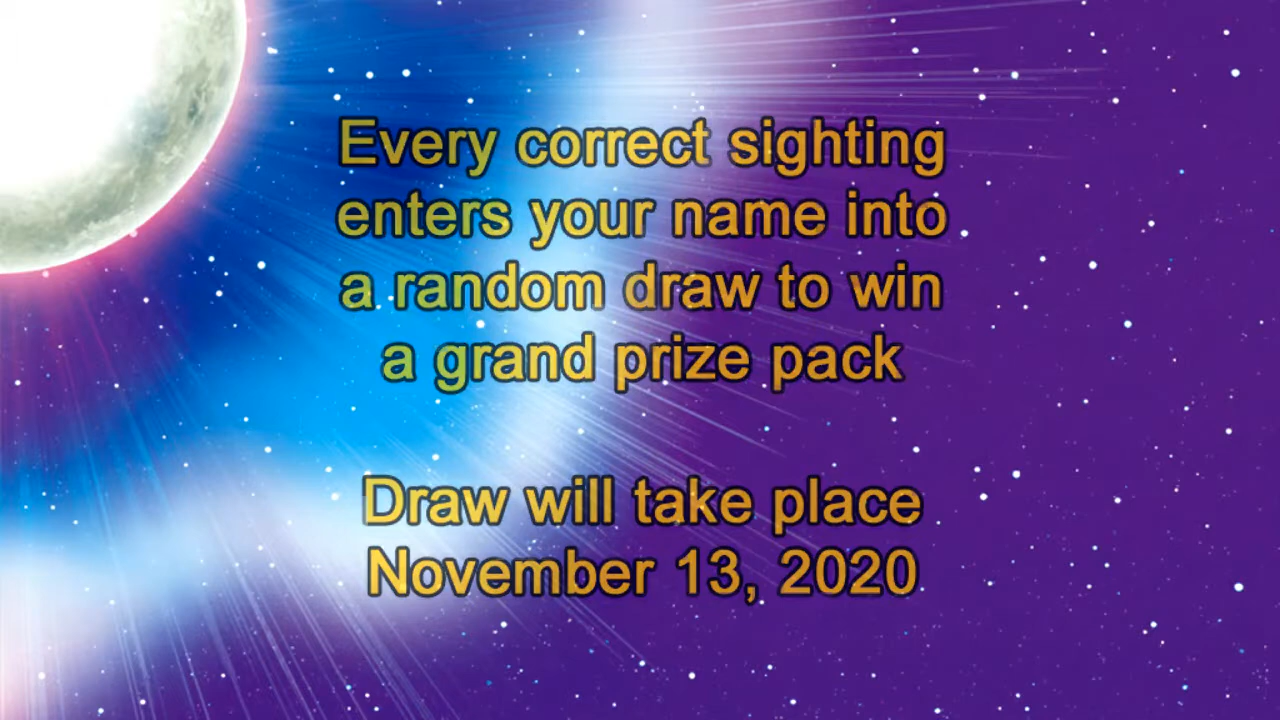 Every correct sighting
enters your name into
a random draw to win
a grand prize pack
Draw will take place
November 13, 2020